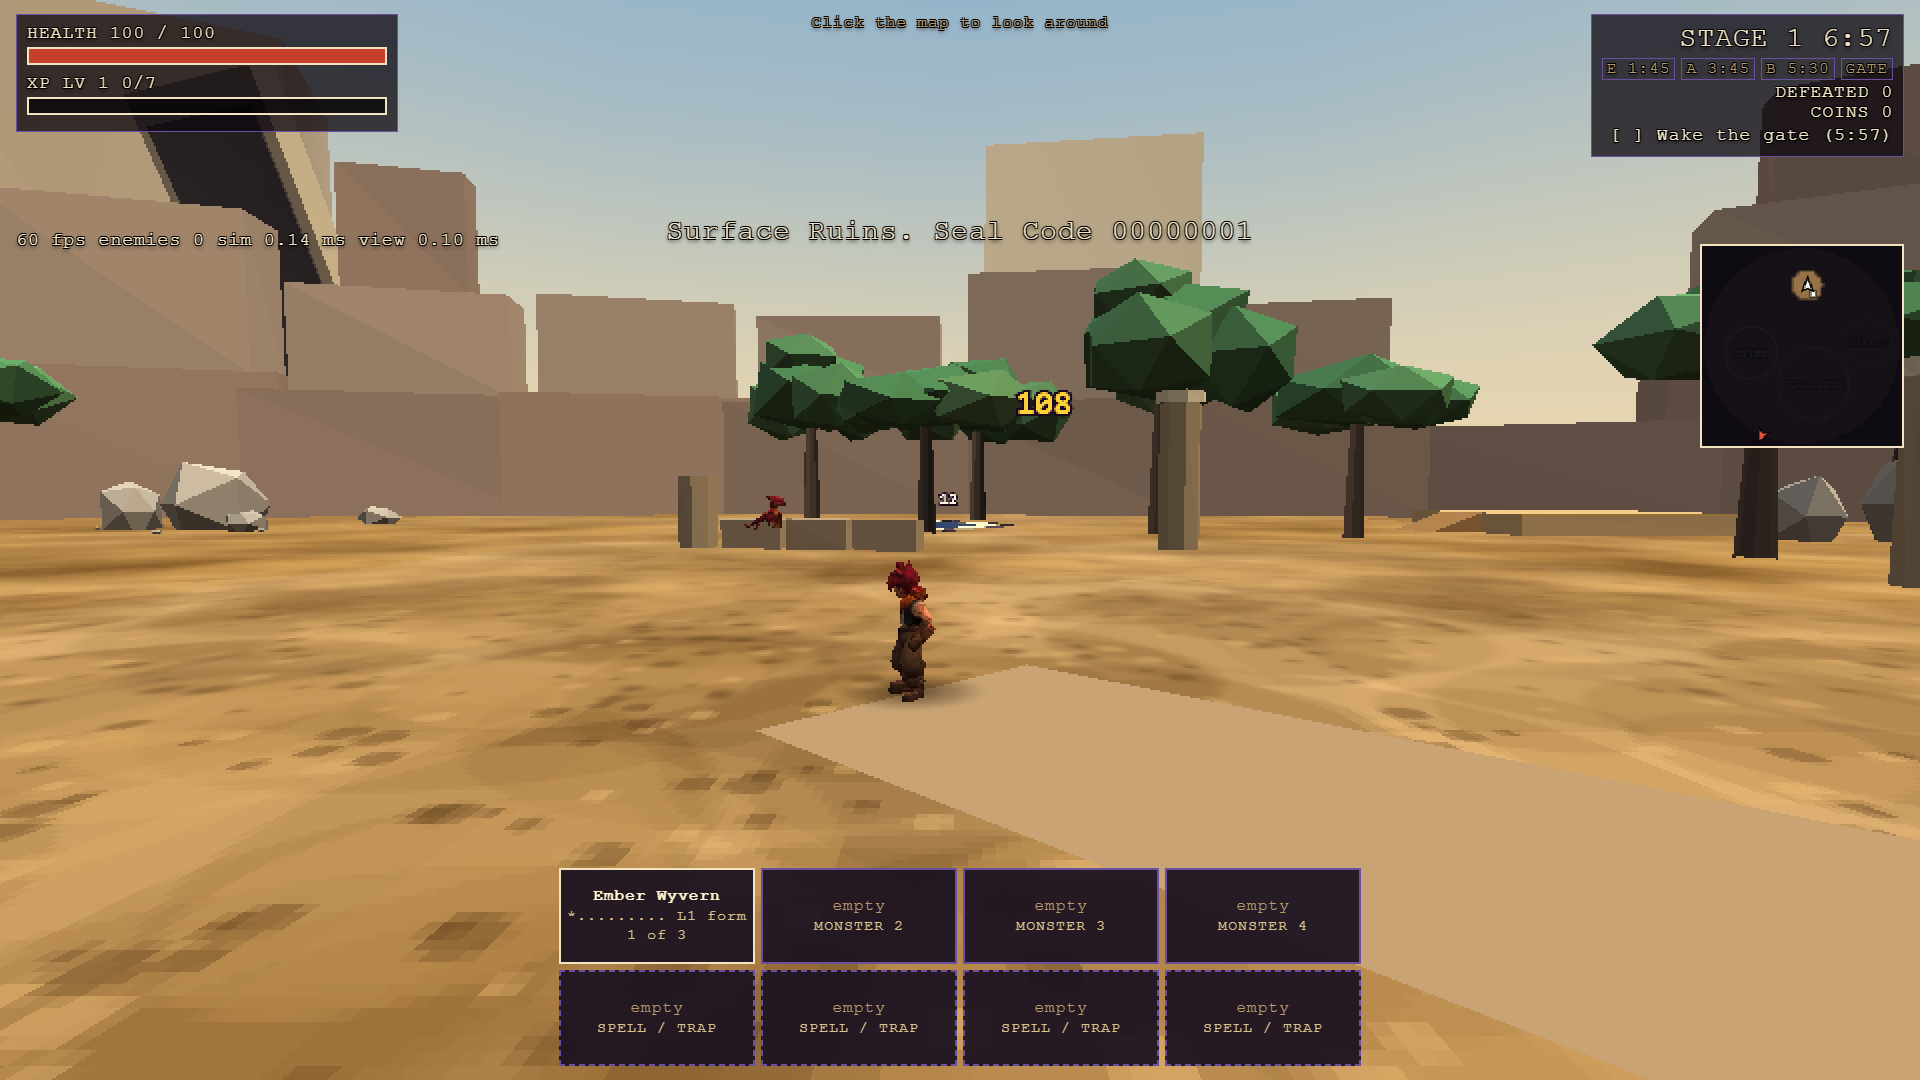 HEALTH 100 / 100
XP LV 1 0/7
Click the map to look around
STAGE 1 6:57
E 1:45 A 3:45 B 5:30 GATE
DEFEATED 0
COINS 0
[ ] Wake the gate (5:57)
60 fps enemies 0 sim 0.14 ms view 0.10 ms
Surface Ruins. Seal Code 00000001
108
Ember Wyvern
*......... L1 form
1 of 3
empty
MONSTER 2
empty
MONSTER 3
empty
MONSTER 4
empty
SPELL / TRAP
empty
SPELL / TRAP
empty
SPELL / TRAP
empty
SPELL / TRAP